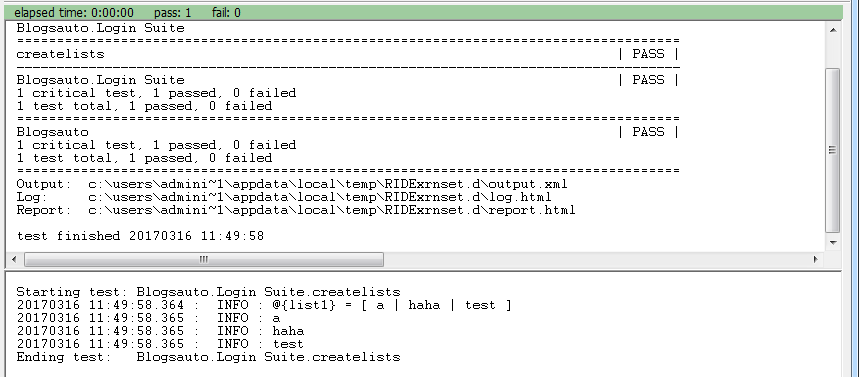 elapsed time: 0:00:00 pass: 1 fail: 0
Blogsauto.Login Suite
==============================================================================
createlists | PASS |
------------------------------------------------------------------------------
Blogsauto.Login Suite | PASS |
1 critical test, 1 passed, 0 failed
1 test total, 1 passed, 0 failed
==============================================================================
Blogsauto | PASS |
1 critical test, 1 passed, 0 failed
1 test total, 1 passed, 0 failed
==============================================================================
Output: c:\users\admini~1\appdata\local\temp\RIDExrnset.d\output.xml
Log: c:\users\admini~1\appdata\local\temp\RIDExrnset.d\log.html
Report: c:\users\admini~1\appdata\local\temp\RIDExrnset.d\report.html
test finished 20170316 11:49:58
Starting test: Blogsauto.Login Suite.createlists
20170316 11:49:58.364 : INFO : @{list1} = [ a | haha | test ]
20170316 11:49:58.365 : INFO : a
20170316 11:49:58.365 : INFO : haha
20170316 11:49:58.365 : INFO : test
Ending test: Blogsauto.Login Suite.createlists